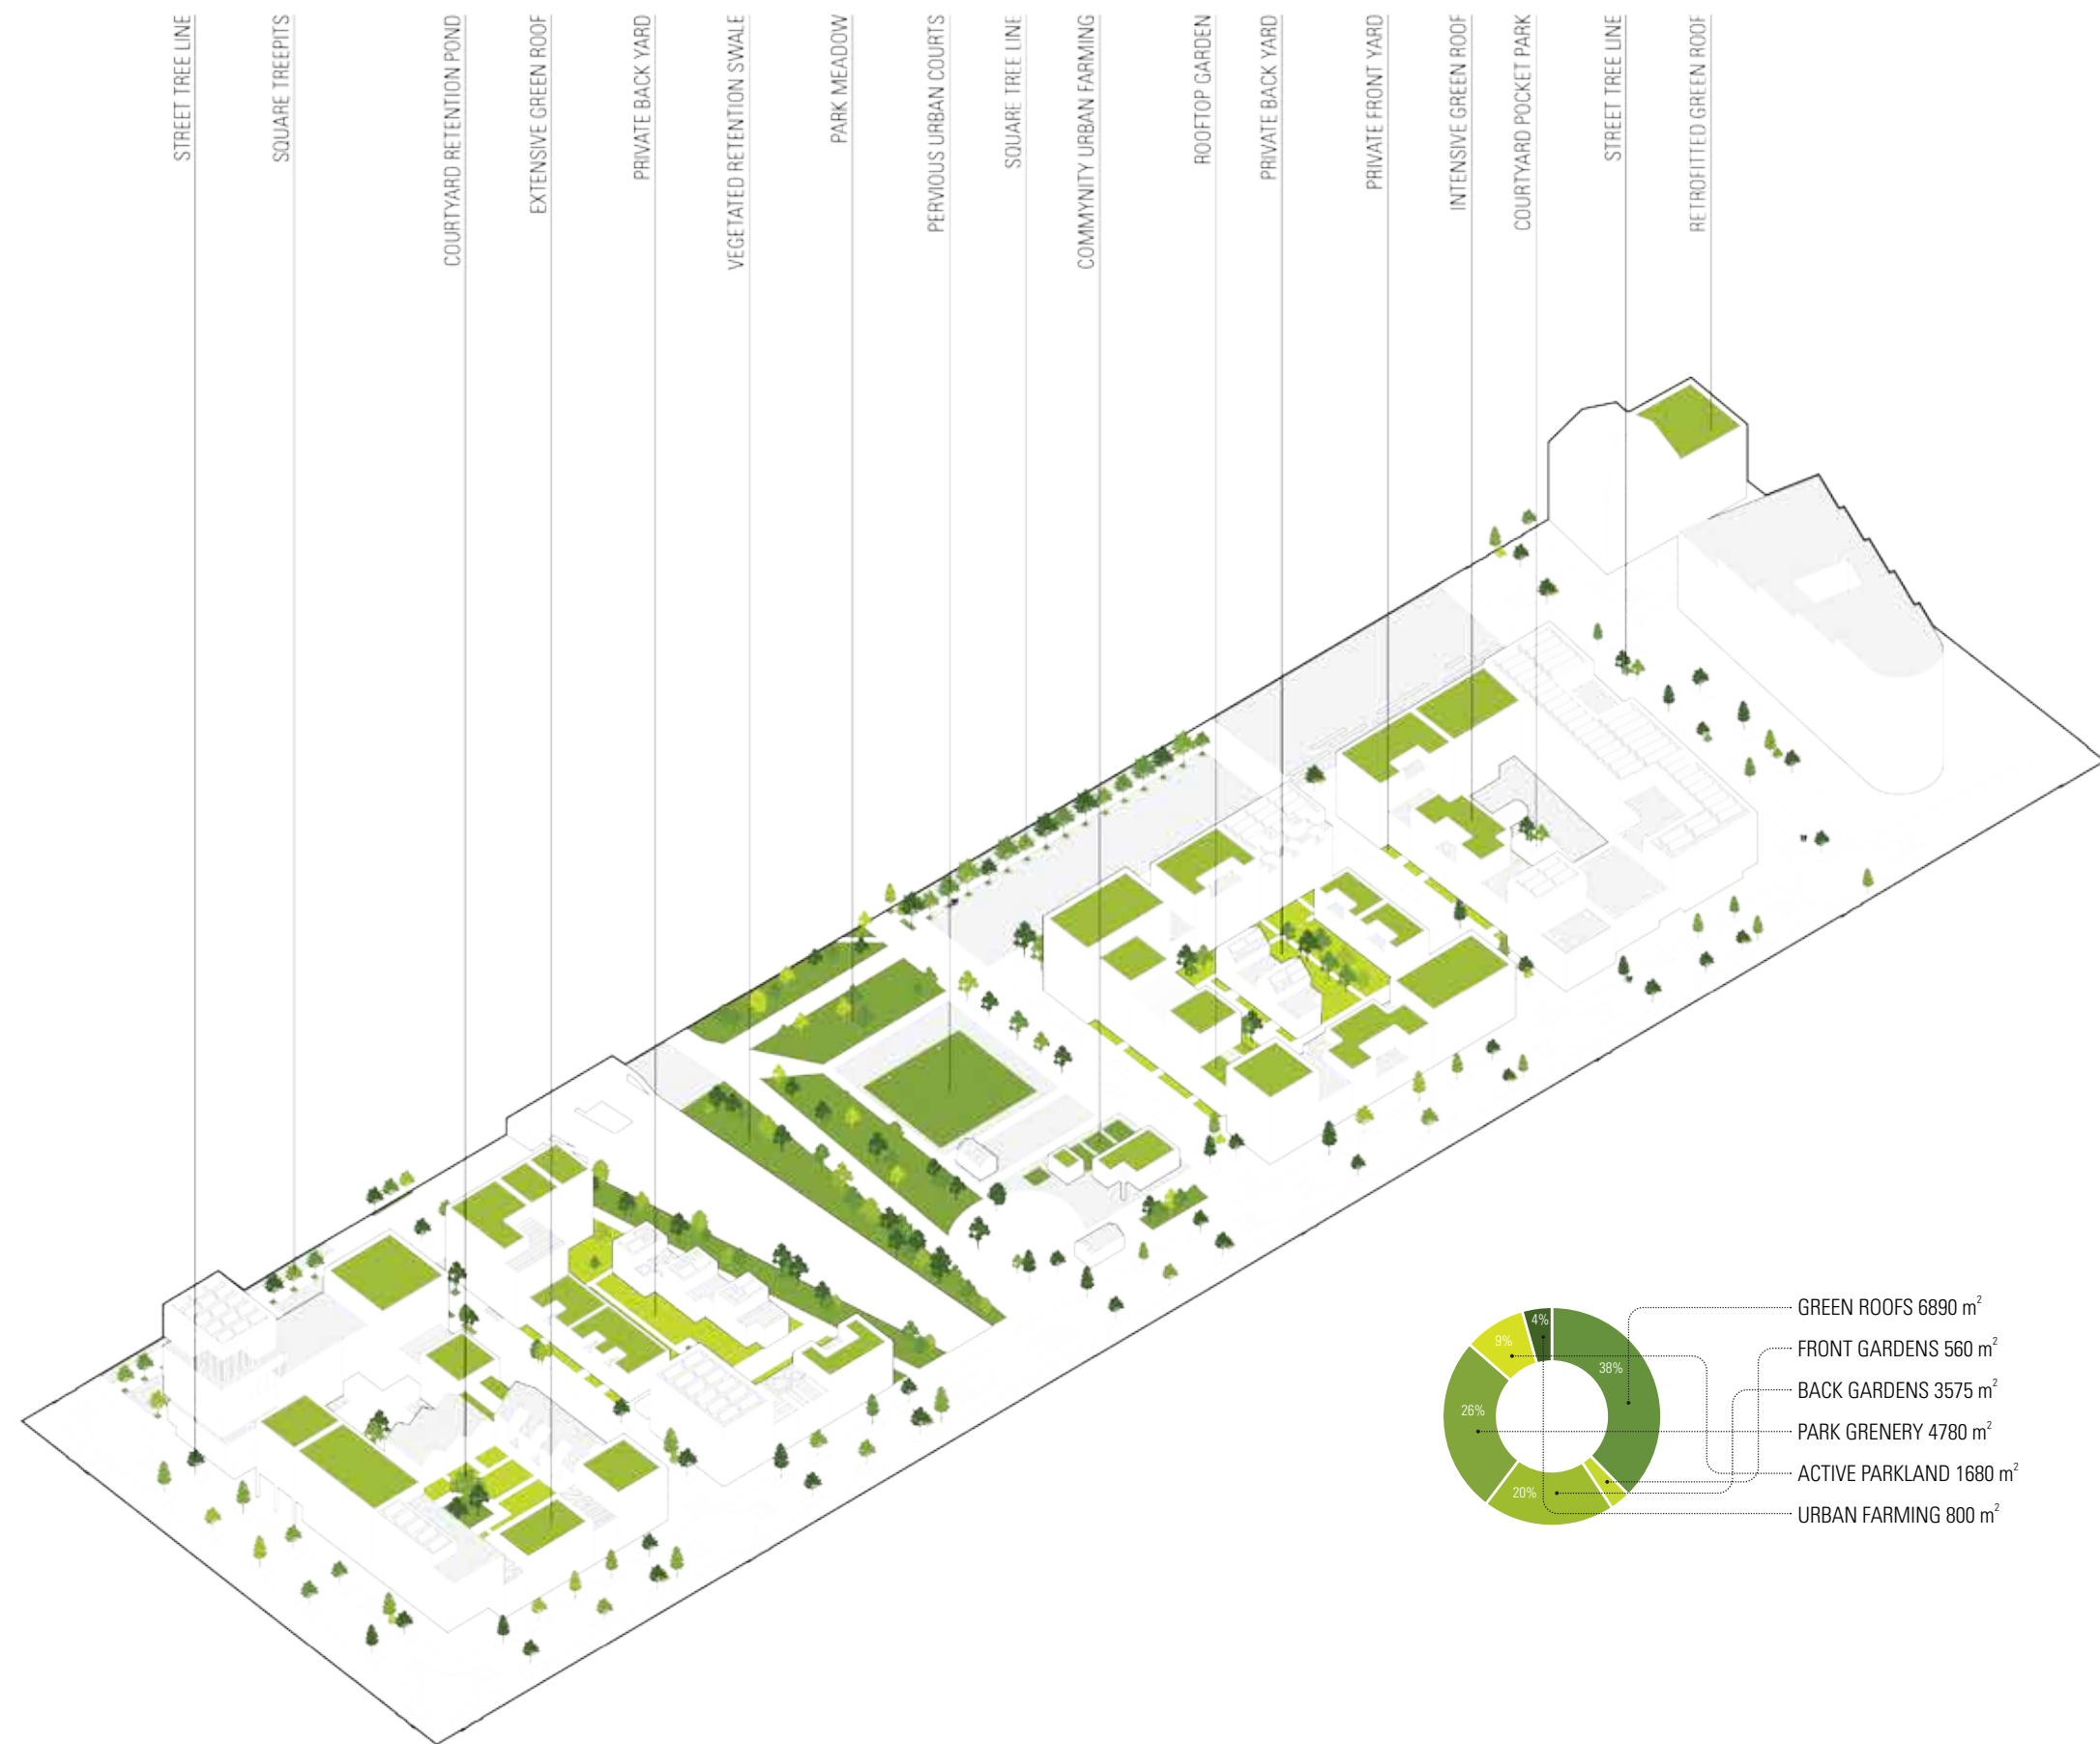 STREET TREE LINE
SQUARE TREEPITS
COURTYARD RETENTION POND
EXTENSIVE GREEN ROOF
PRIVATE BACK YARD
VEGETATED RETENTION SWALE
PARK MEADOW
PERVIOUS URBAN COURTS
SQUARE TREE LINE
COMMYNITY URBAN FARMING
ROOFTOP GARDEN
PRIVATE BACK YARD
PRIVATE FRONT YARD
INTENSIVE GREEN ROOF
COURTYARD POCKET PARK
STREET TREE LINE
RETROFITTED GREEN ROOF
4%
9%
38%
26%
20%
GREEN ROOFS 6890 m²
FRONT GARDENS 560 m²
BACK GARDENS 3575 m²
PARK GRENERY 4780 m²
ACTIVE PARKLAND 1680 m²
URBAN FARMING 800 m²